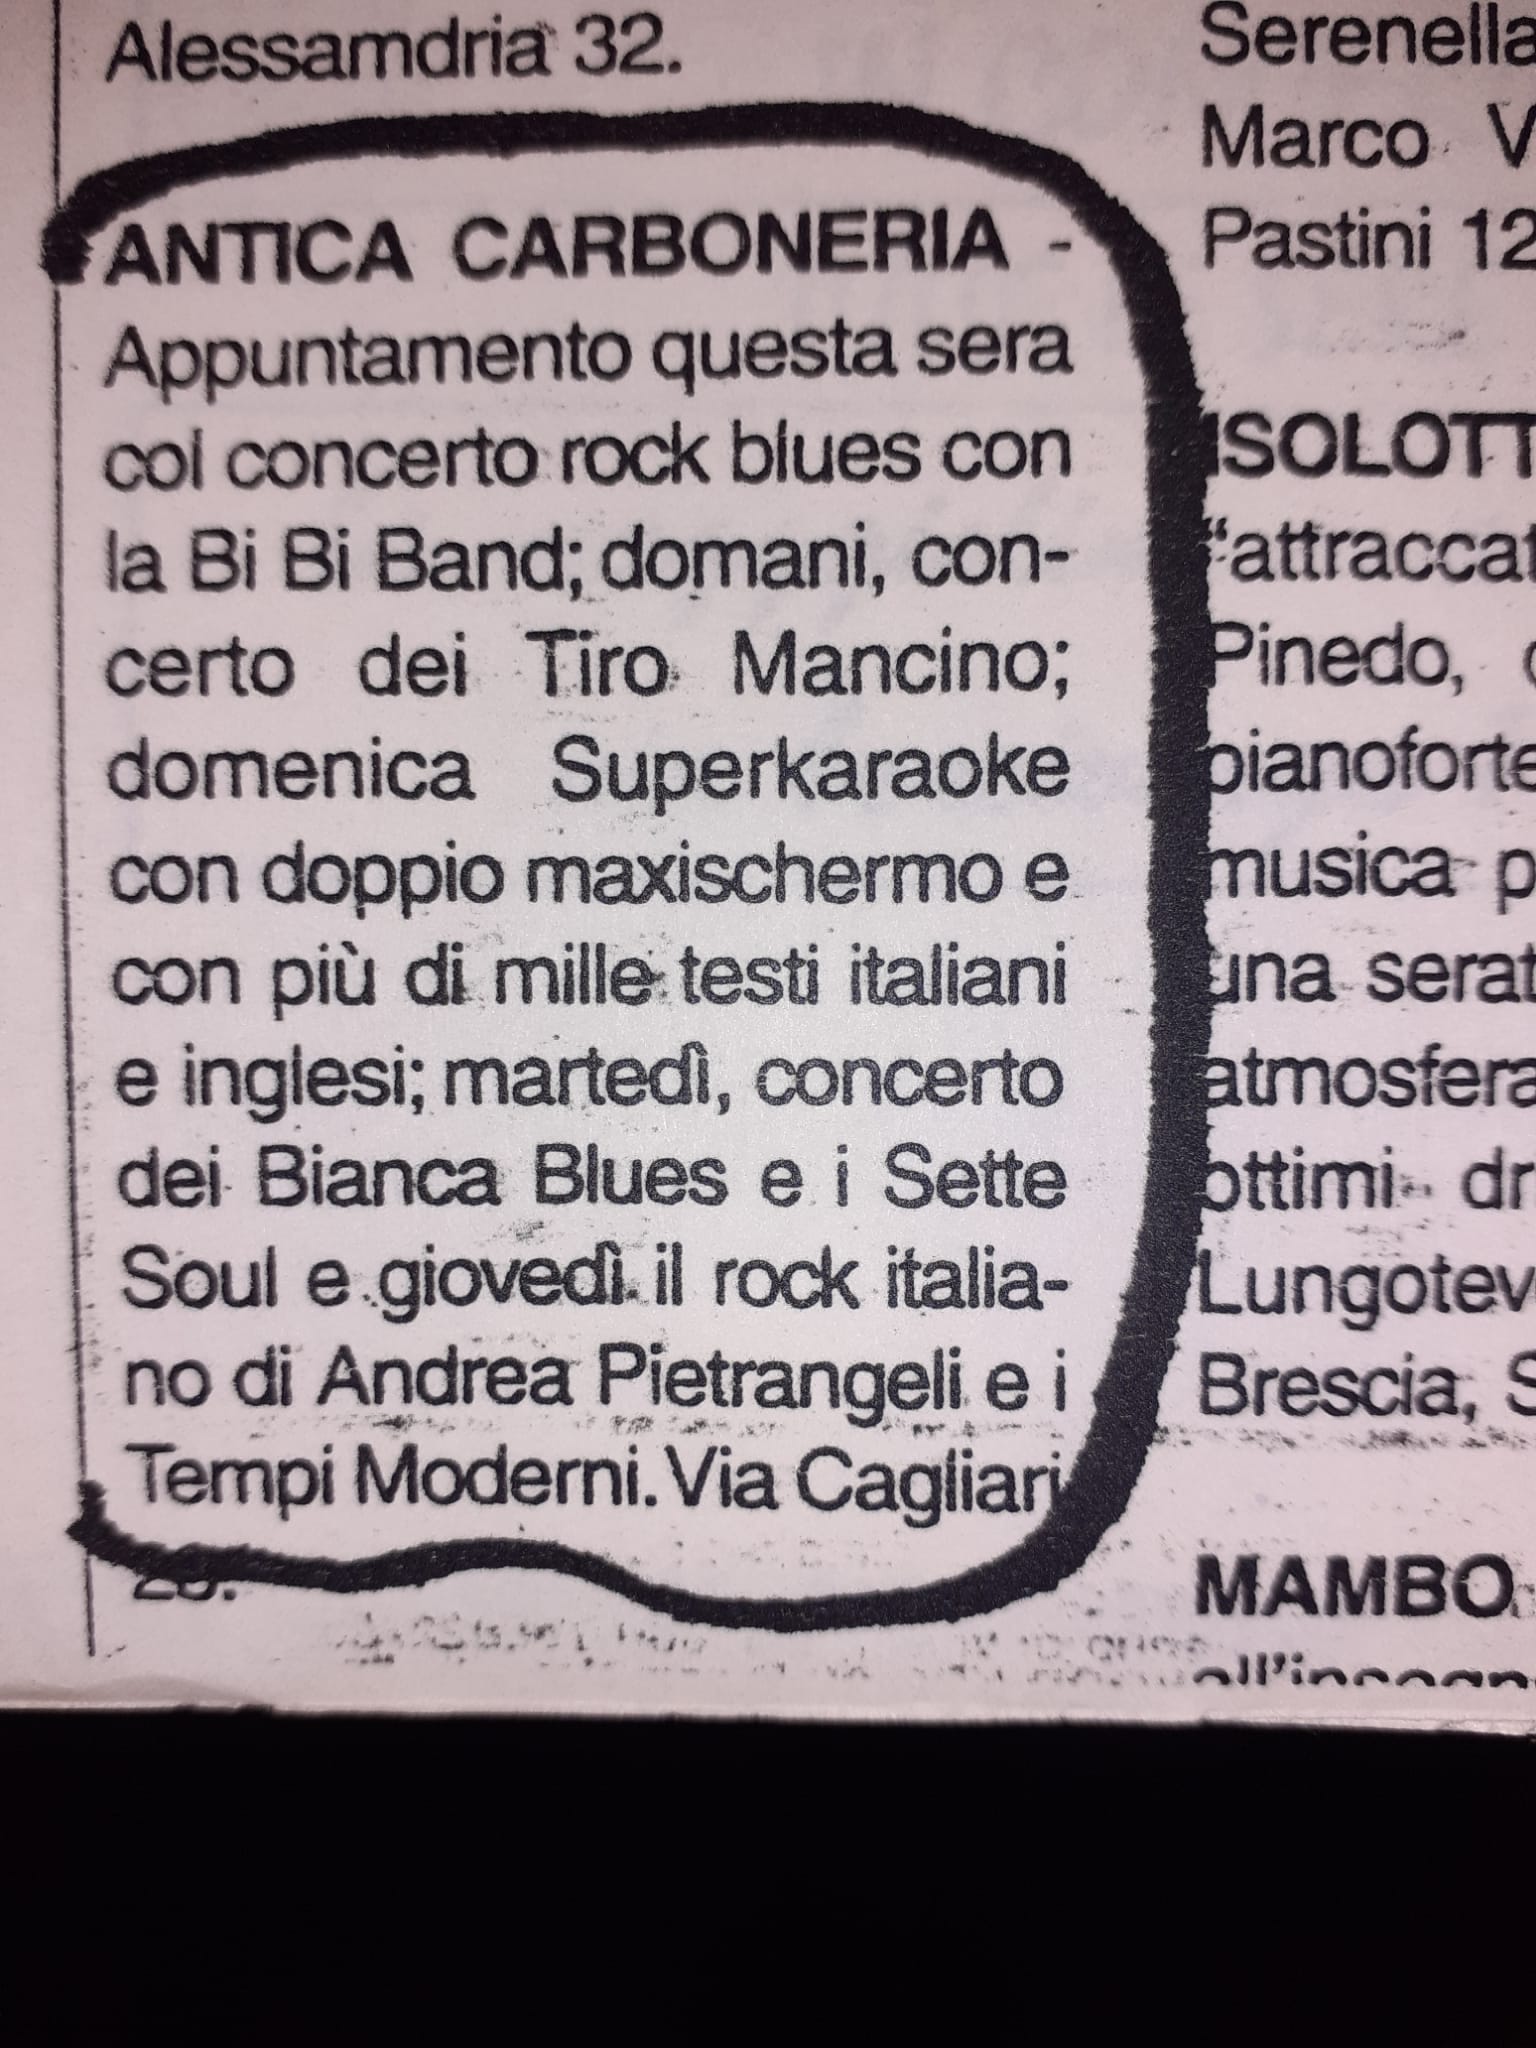 Alessamdria 32.
ANTICA CARBONERIA -
Appuntamento questa sera
col concerto rock blues con
la Bi Bi Band; domani, con-
certo dei Tiro Mancino;
domenica Superkaraoke
con doppio maxischermo e
con più di mille testi italiani
e inglesi; martedì, concerto
dei Bianca Blues e i Sette
Soul e giovedì il rock italia-
no di Andrea Pietrangeli e i
Tempi Moderni. Via Cagliari
Serenella
Marco V
Pastini 12
ISOLOTT
“attraccat
Pinedo,
pianoforte
musica p
una serat
atmosfera
ottimi dr
Lungotev
Brescia, S
MAMBO